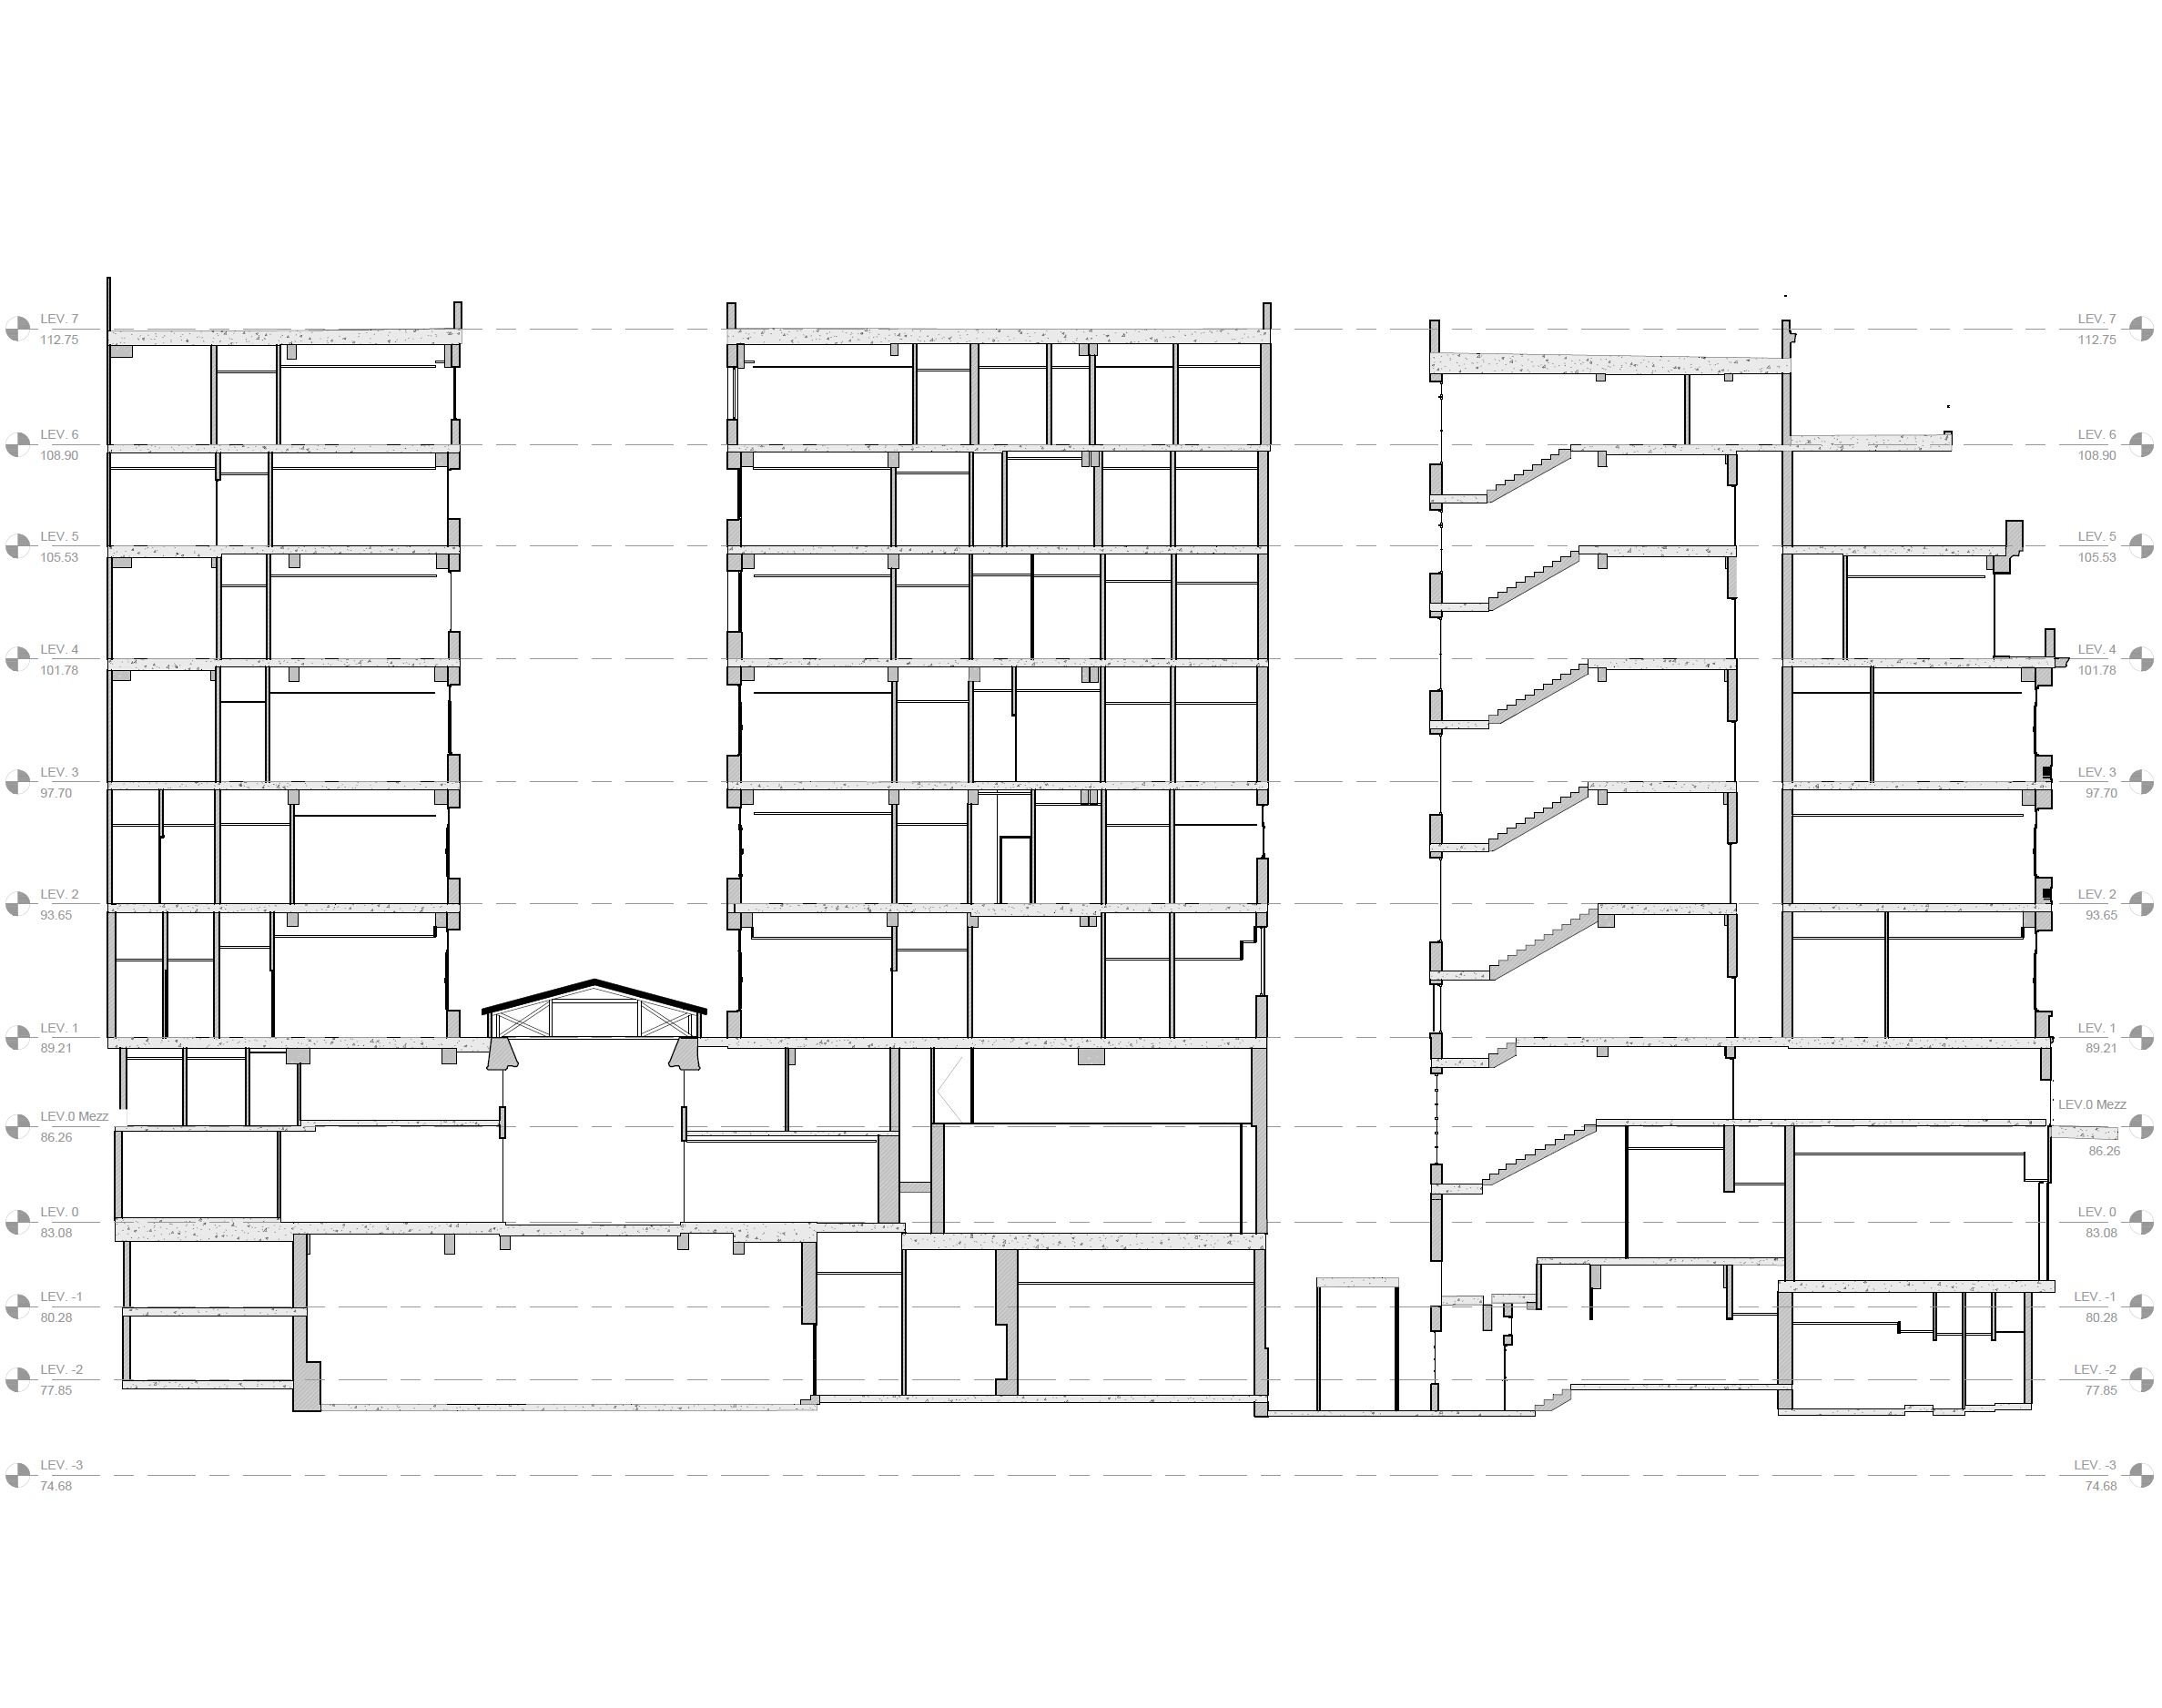 LEV. 7
112.75
LEV. 7
112.75
LEV. 6
108.90
LEV. 6
108.90
LEV. 5
105.53
LEV. 5
105.53
LEV. 4
101.78
LEV. 4
101.78
LEV. 3
97.70
LEV. 3
97.70
LEV. 2
93.65
LEV. 2
93.65
LEV. 1
89.21
LEV. 1
89.21
LEV.0 Mezz
86.26
LEV.0 Mezz
86.26
LEV. 0
83.08
LEV. 0
83.08
LEV. -1
80.28
LEV. -1
80.28
LEV. -2
77.85
LEV. -2
77.85
LEV. -3
74.68
LEV. -3
74.68